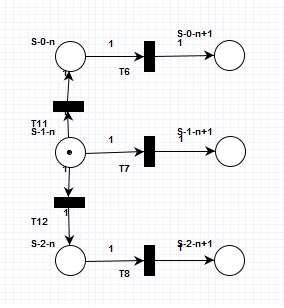 S-0-n
1
S-0-n+1
1
T6
1
T11
S-1-n
1
S-1-n+1
1
T7
1
1
T12
S-2-n
1
S-2-n+1
1
T8